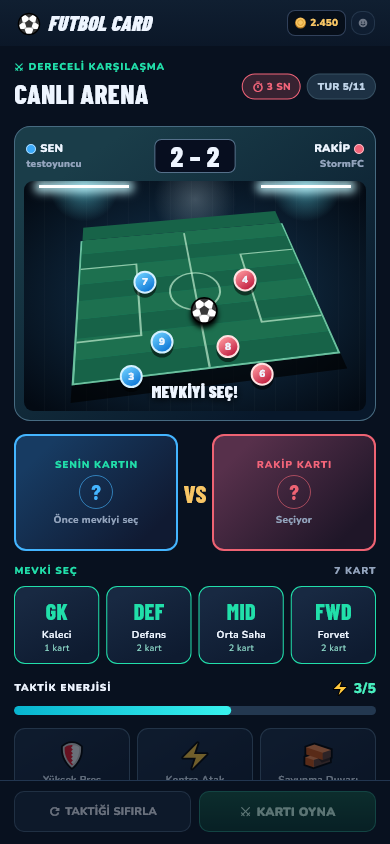 FUTBOL CARD
2.450
DERECELİ KARŞILAŞMA
CANLI ARENA
3 SN
TUR 5/11
SEN
testoyuncu
2 – 2
RAKİP
StormFC
7
4
9
8
3
6
MEVKİYİ SEÇ!
SENİN KARTIN
?
Önce mevkiyi seç
VS
RAKİP KARTI
?
Seçiyor
MEVKİ SEÇ
7 KART
GK
Kaleci
1 kart
DEF
Defans
2 kart
MID
Orta Saha
2 kart
FWD
Forvet
2 kart
TAKTİK ENERJİSİ
3/5
Yüksek Pres
Kontra Atak
Savunma Duvarı
TAKTİĞİ SIFIRLA
KARTI OYNA